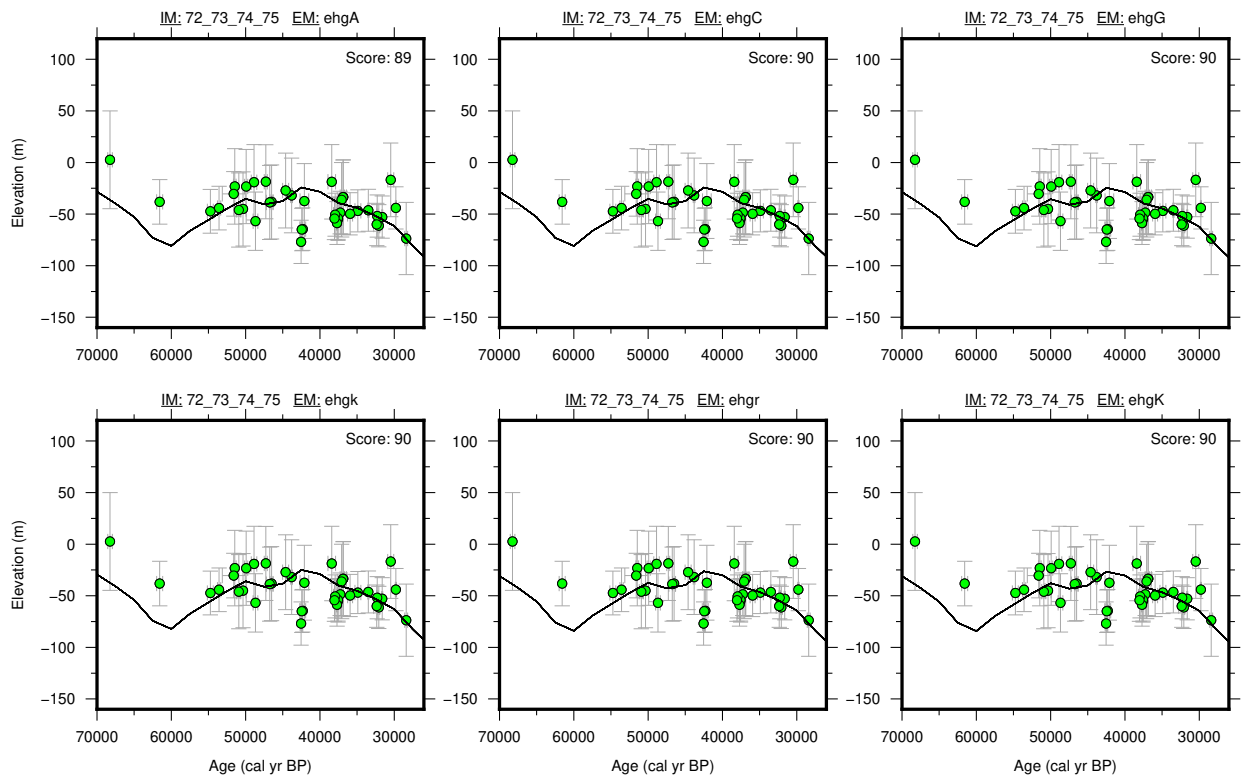 IM: 72_73_74_75 EM: ehgA
IM: 72_73_74_75 EM: ehgC
IM: 72_73_74_75 EM: ehgG
Score: 89
Score: 90
Score: 90
Elevation (m)
100
50
0
−50
−100
−150
100
50
0
−50
−100
−150
100
50
0
−50
−100
−150
70000 60000 50000 40000 30000
70000 60000 50000 40000 30000
70000 60000 50000 40000 30000
IM: 72_73_74_75 EM: ehgk
IM: 72_73_74_75 EM: ehgr
IM: 72_73_74_75 EM: ehgK
Score: 90
Score: 90
Score: 90
Elevation (m)
100
50
0
−50
−100
−150
100
50
0
−50
−100
−150
100
50
0
−50
−100
−150
70000 60000 50000 40000 30000
70000 60000 50000 40000 30000
70000 60000 50000 40000 30000
Age (cal yr BP)
Age (cal yr BP)
Age (cal yr BP)